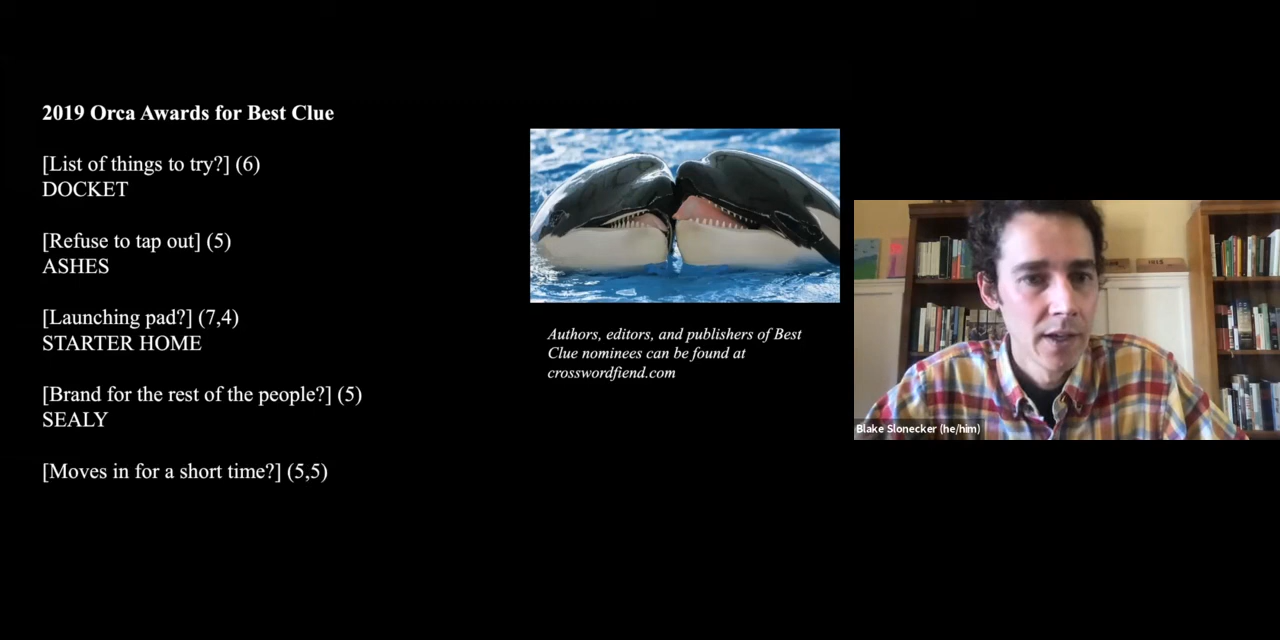 2019 Orca Awards for Best Clue
[List of things to try?] (6)
DOCKET
[Refuse to tap out] (5)
ASHES
[Launching pad?] (7,4)
STARTER HOME
[Brand for the rest of the people?] (5)
SEALY
[Moves in for a short time?] (5,5)
Authors, editors, and publishers of Best
Clue nominees can be found at
crosswordfiend.com
Blake Slonecker (he/him)